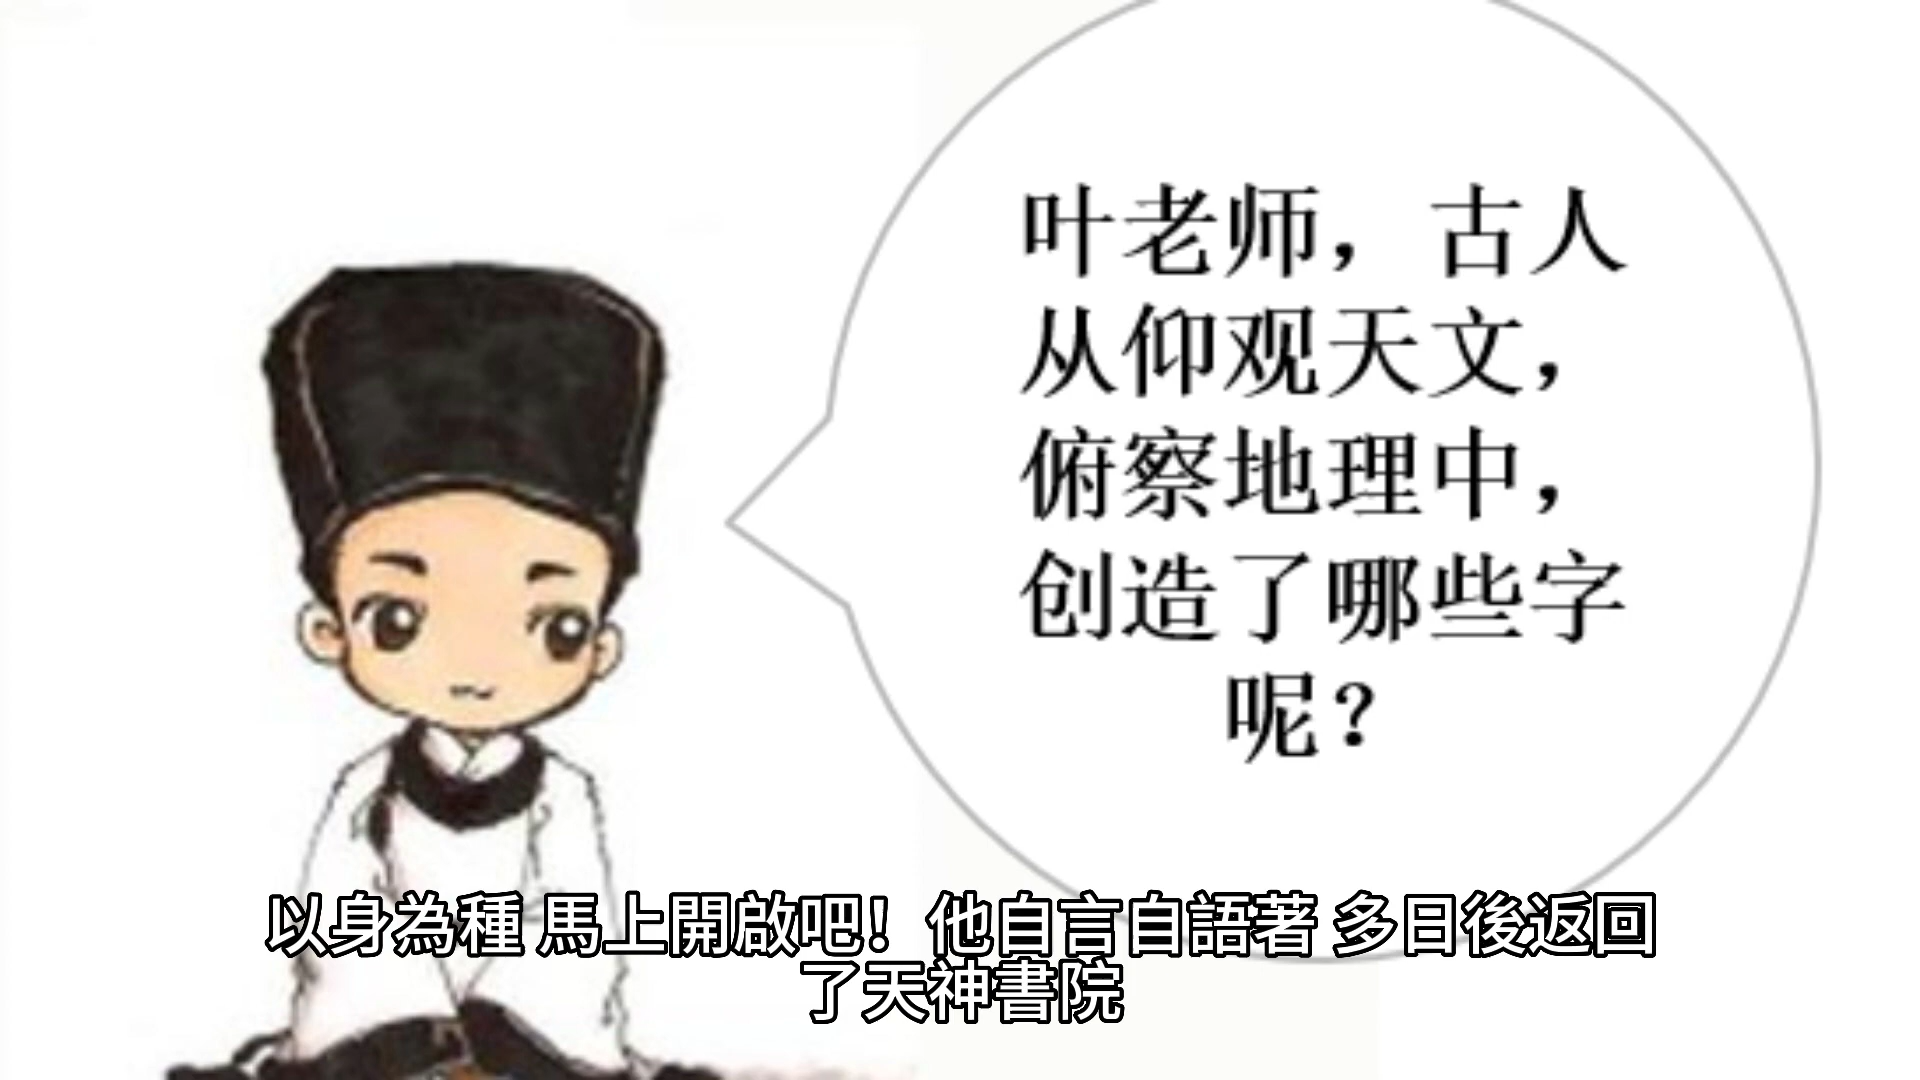 叶老师，古人
从仰观天文，
俯察地理中，
创造了哪些字
呢？
以身為種 馬上開啟吧！他自言自語著 多日後返回
了天神書院